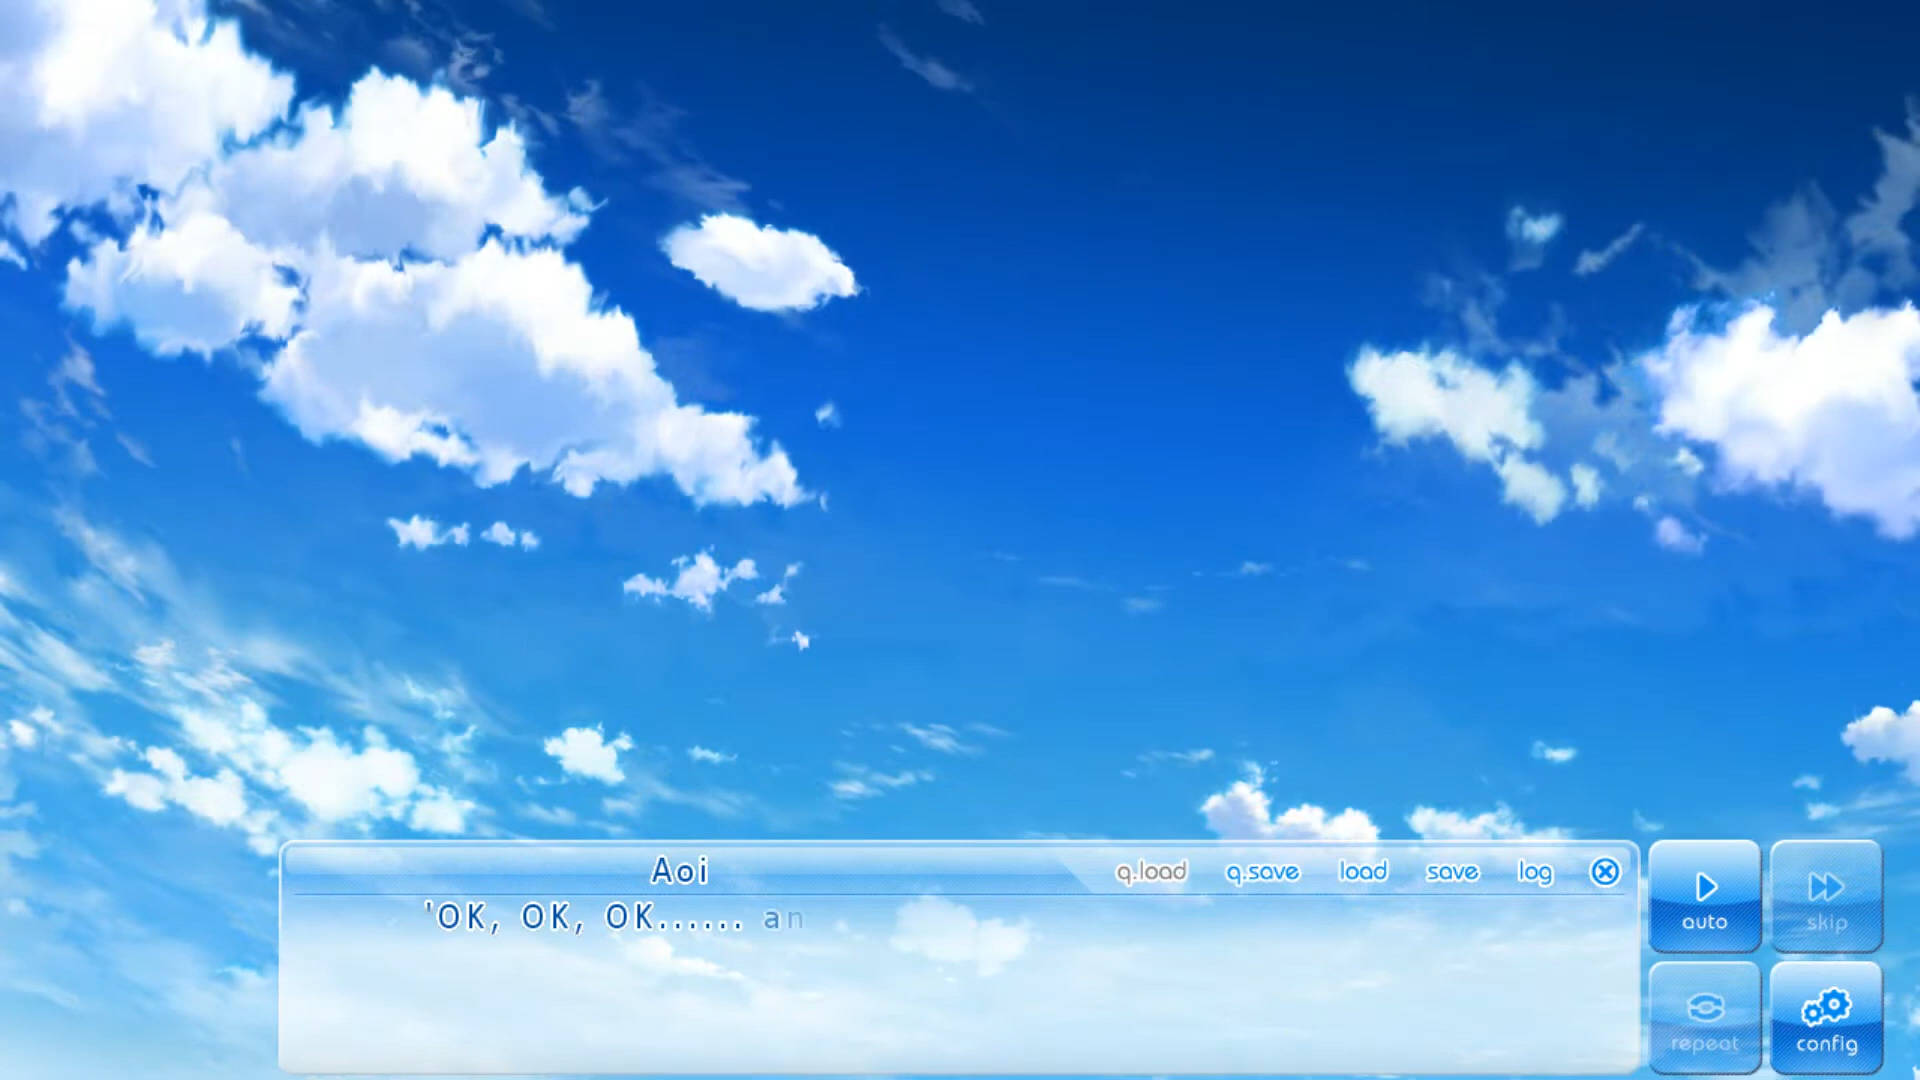 Aoi
q.load q.save load save log
'OK, OK, OK...... an
auto
skip
repeat
config